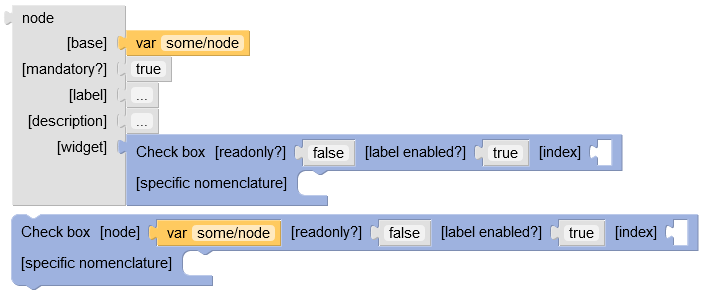 node
[base] var some/node
[mandatory?] true
[label] ...
[description] ...
[widget] Check box [readonly?] false [label enabled?] true [index]
[specific nomenclature]
Check box [node] var some/node [readonly?] false [label enabled?] true [index]
[specific nomenclature]